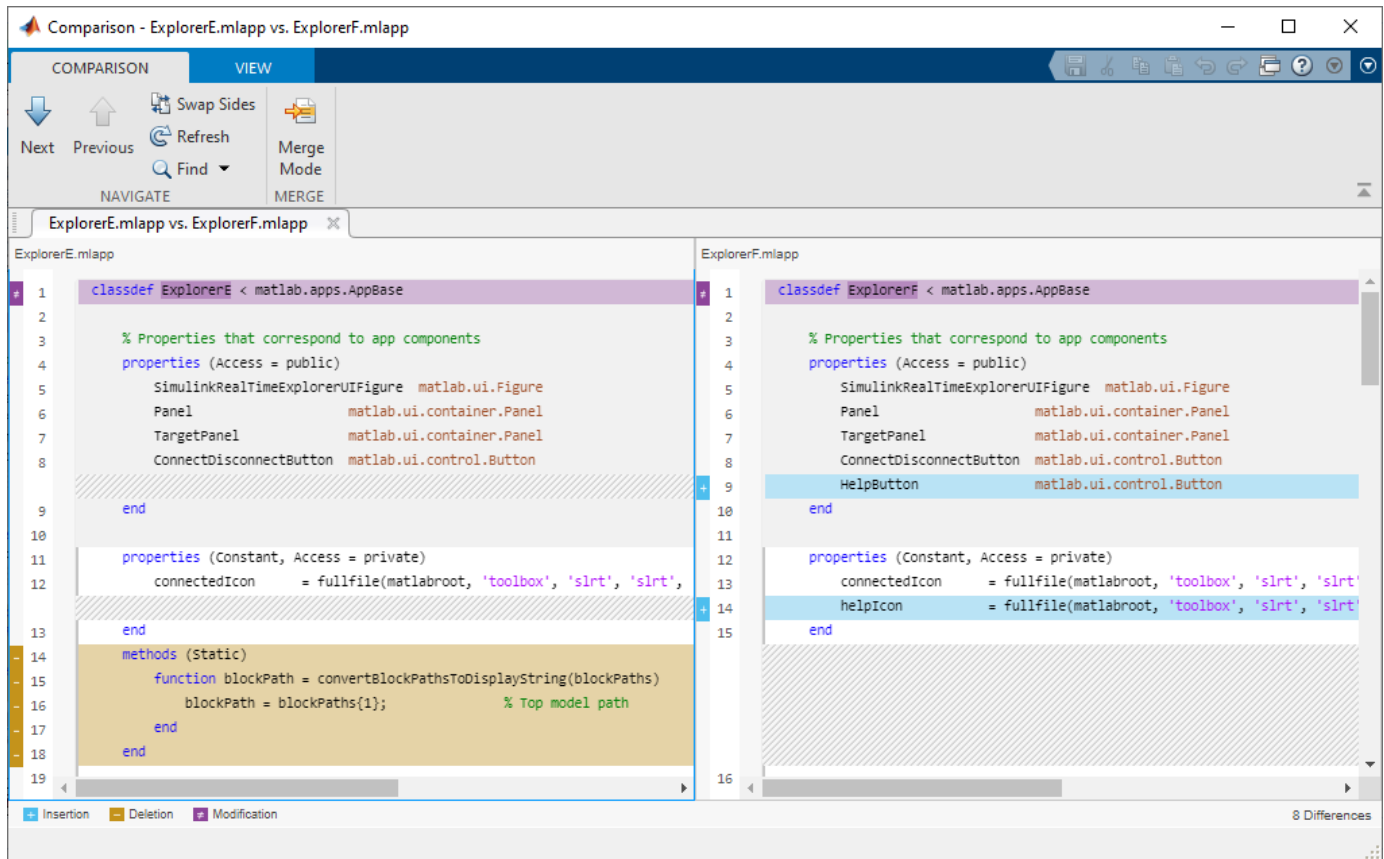 Comparison - ExplorerE.mlapp vs. ExplorerF.mlapp
COMPARISON VIEW
Next Previous Swap Sides Refresh Find Merge Mode
NAVIGATE MERGE
ExplorerE.mlapp vs. ExplorerF.mlapp
ExplorerE.mlapp
≠ 1 classdef ExplorerE < matlab.apps.AppBase
2
3 % Properties that correspond to app components
4 properties (Access = public)
5 SimulinkRealTimeExplorerUIFigure matlab.ui.Figure
6 Panel matlab.ui.container.Panel
7 TargetPanel matlab.ui.container.Panel
8 ConnectDisconnectButton matlab.ui.control.Button
9 end
10
11 properties (Constant, Access = private)
12 connectedIcon = fullfile(matlabroot, 'toolbox', 'slrt', 'slrt',
13 end
- 14 methods (Static)
- 15 function blockPath = convertBlockPathsToDisplayString(blockPaths)
- 16 blockPath = blockPaths{1}; % Top model path
- 17 end
- 18 end
19
ExplorerF.mlapp
≠ 1 classdef ExplorerF < matlab.apps.AppBase
2
3 % Properties that correspond to app components
4 properties (Access = public)
5 SimulinkRealTimeExplorerUIFigure matlab.ui.Figure
6 Panel matlab.ui.container.Panel
7 TargetPanel matlab.ui.container.Panel
8 ConnectDisconnectButton matlab.ui.control.Button
+ 9 HelpButton matlab.ui.control.Button
10 end
11
12 properties (Constant, Access = private)
13 connectedIcon = fullfile(matlabroot, 'toolbox', 'slrt', 'slrt'
+ 14 helpIcon = fullfile(matlabroot, 'toolbox', 'slrt', 'slrt'
15 end
16
+ Insertion - Deletion ≠ Modification
8 Differences